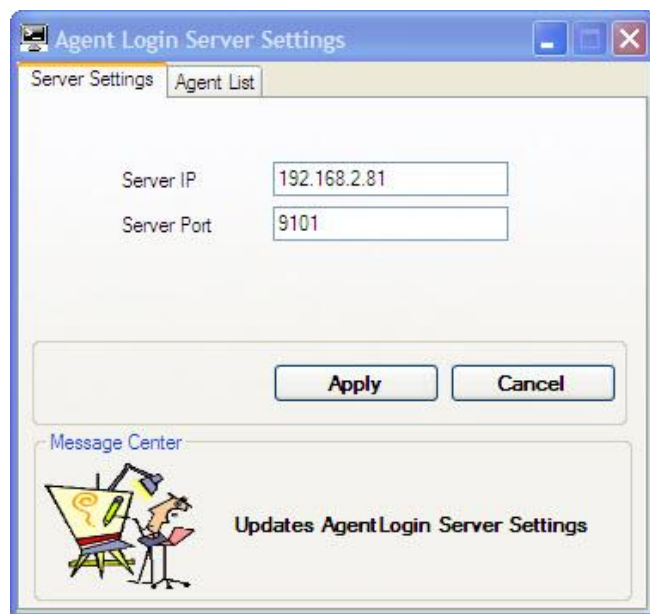 Agent Login Server Settings
Server Settings Agent List
Server IP 192.168.2.81
Server Port 9101
Apply Cancel
Message Center
Updates AgentLogin Server Settings